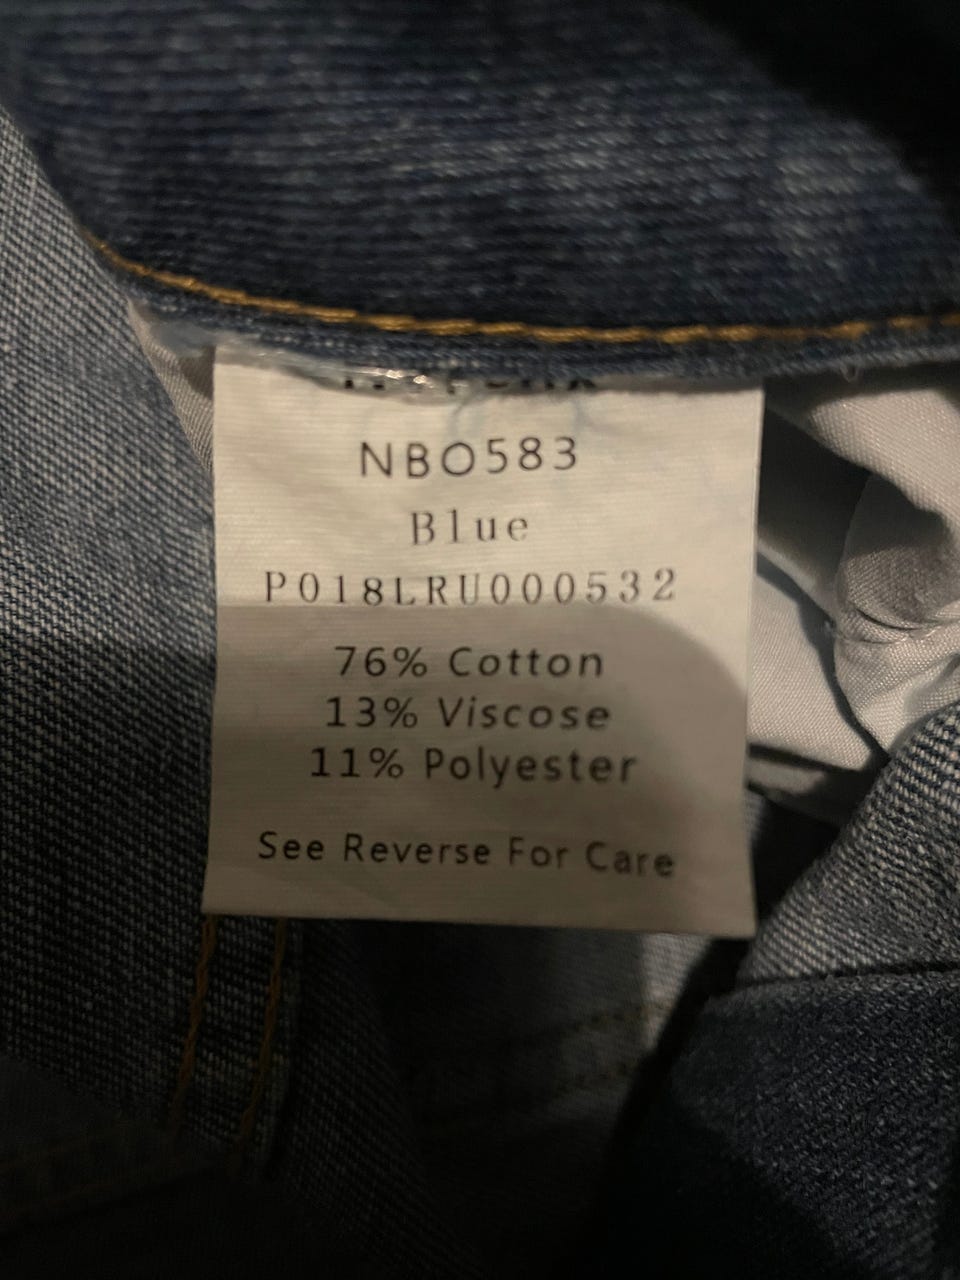 NBO583
Blue
P018LRU000532
76% Cotton
13% Viscose
11% Polyester
See Reverse For Care